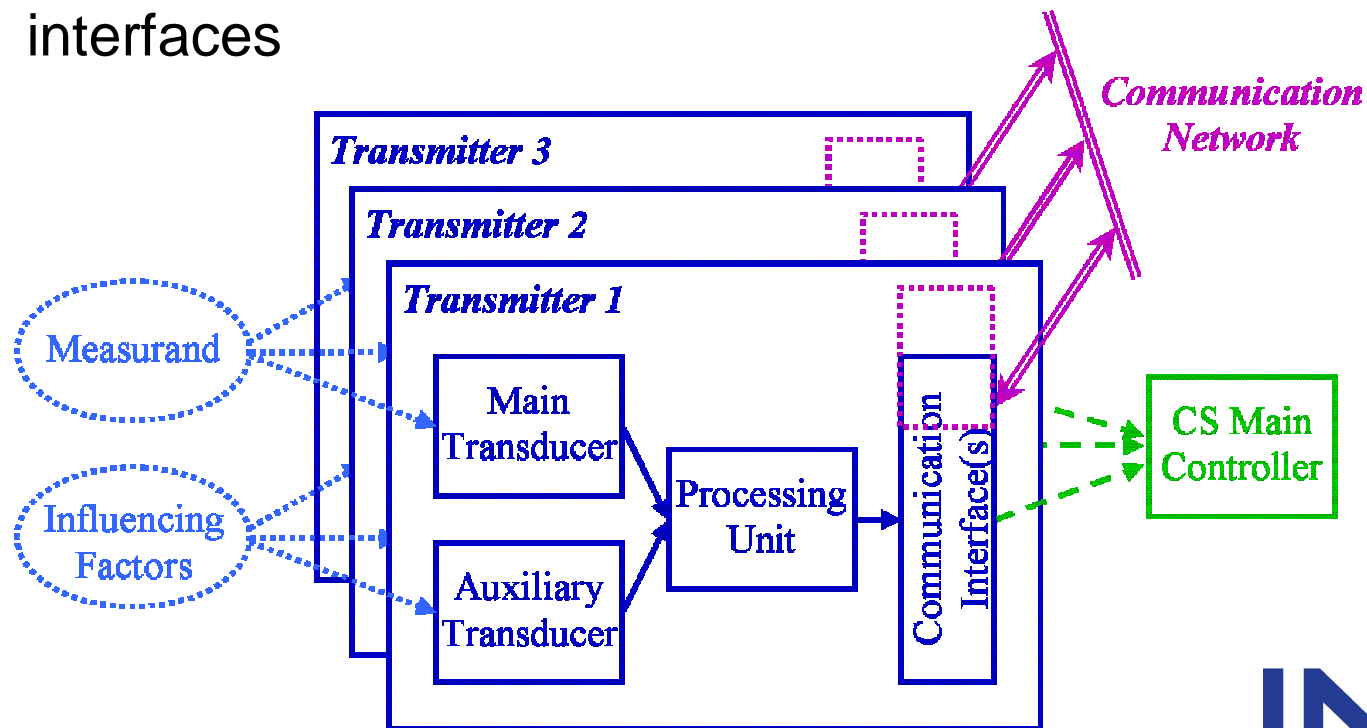 interfaces
Communication
Network
Transmitter 3
Transmitter 2
Transmitter 1
Measurand
Main
Transducer
CS Main
Controller
Processing
Unit
Communication
Interface(s)
Influencing
Factors
Auxiliary
Transducer
IN